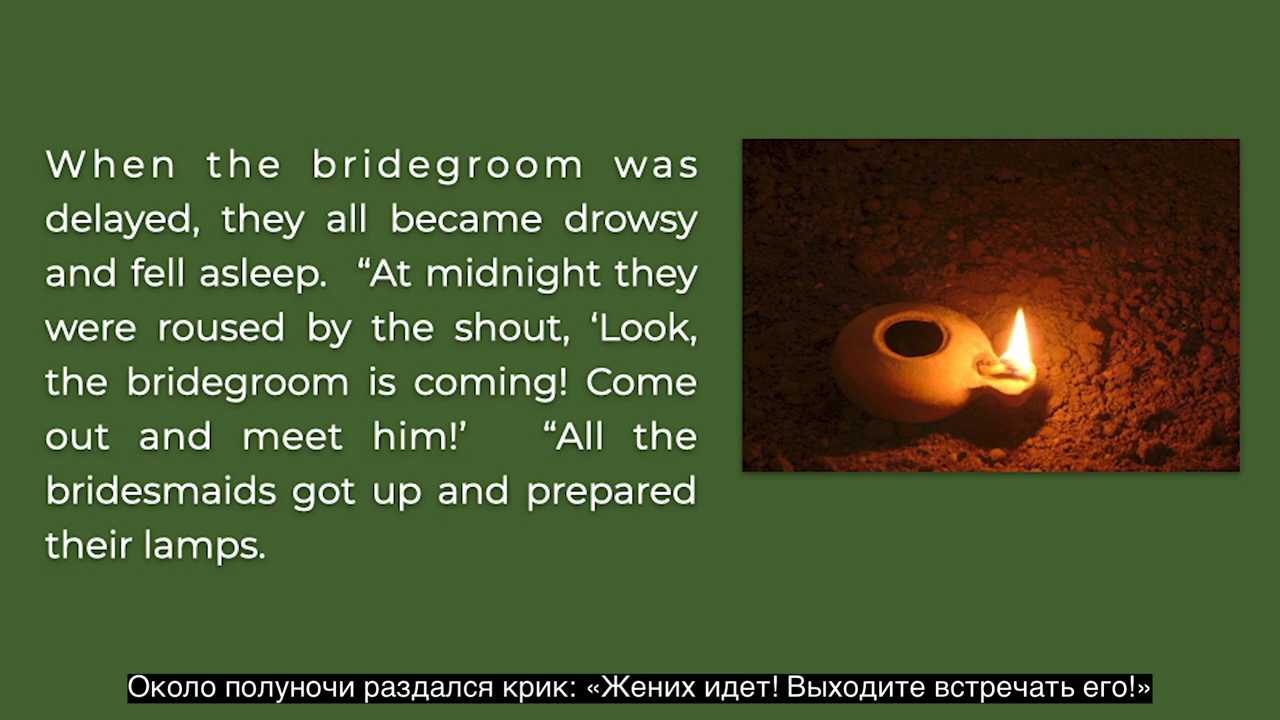 When the bridegroom was
delayed, they all became drowsy
and fell asleep.  “At midnight they
were roused by the shout, ‘Look,
the bridegroom is coming! Come
out and meet him!’  “All the
bridesmaids got up and prepared
their lamps.
Около полуночи раздался крик: «Жених идет! Выходите встречать его!»